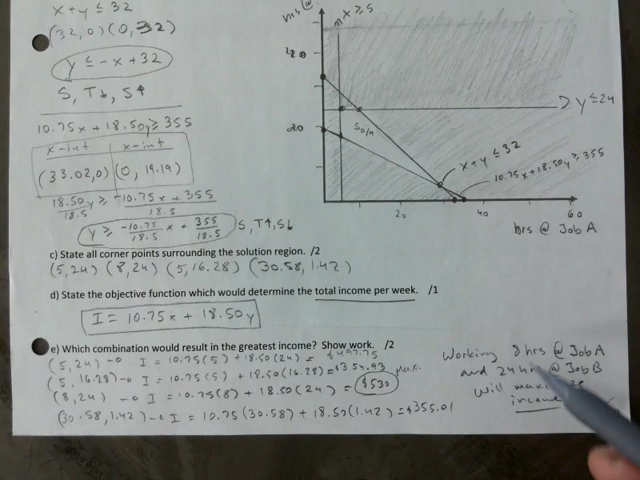 x + y ≤ 32
(32,0) (0,32)
y ≤ -x + 32
S, T↓, S↑
10.75x + 18.50y ≥ 355
x-int x-int
(33.02,0) (0, 19.19)
18.50y ≥ -10.75x + 355
18.5 18.5
y ≥ -10.75/18.5 x + 355/18.5 S, T↑, S↓
hrs @
x ≥ 5
40
y ≤ 24
20
Soln
x + y ≤ 32
10.75x + 18.50y ≥ 355
20 40 60
hrs @ Job A
c) State all corner points surrounding the solution region. /2
(5,24) (8,24) (5,16.28) (30.58,1.42)
d) State the objective function which would determine the total income per week. /1
I = 10.75x + 18.50y
e) Which combination would result in the greatest income? Show work. /2
(5,24) → I = 10.75(5) + 18.50(24) = $497.75
(5,16.28) → I = 10.75(5) + 18.50(16.28) = $354.93
(8,24) → I = 10.75(8) + 18.50(24) = $530 max.
(30.58,1.42) → I = 10.75(30.58) + 18.50(1.42) = $355.01
Working 8 hrs @ Job A
and 24 hrs @ Job B
will
income